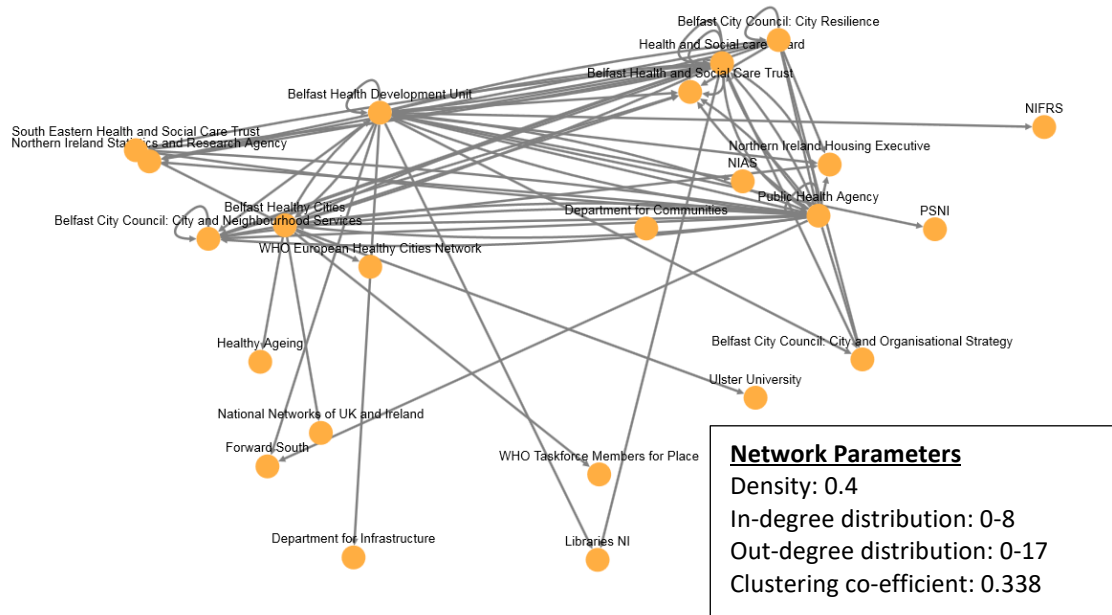 Belfast City Council: City Resilience
Health and Social care Board
Belfast Health and Social Care Trust
Belfast Health Development Unit
NIFRS
South Eastern Health and Social Care Trust
Northern Ireland Statistics and Research Agency
Northern Ireland Housing Executive
NIAS
Public Health Agency
Belfast Healthy Cities
Department for Communities
PSNI
Belfast City Council: City and Neighbourhood Services
WHO European Healthy Cities Network
Healthy Ageing
Belfast City Council: City and Organisational Strategy
Ulster University
National Networks of UK and Ireland
Forward South
WHO Taskforce Members for Place
Department for Infrastructure
Libraries NI
Network Parameters
Density: 0.4
In-degree distribution: 0-8
Out-degree distribution: 0-17
Clustering co-efficient: 0.338